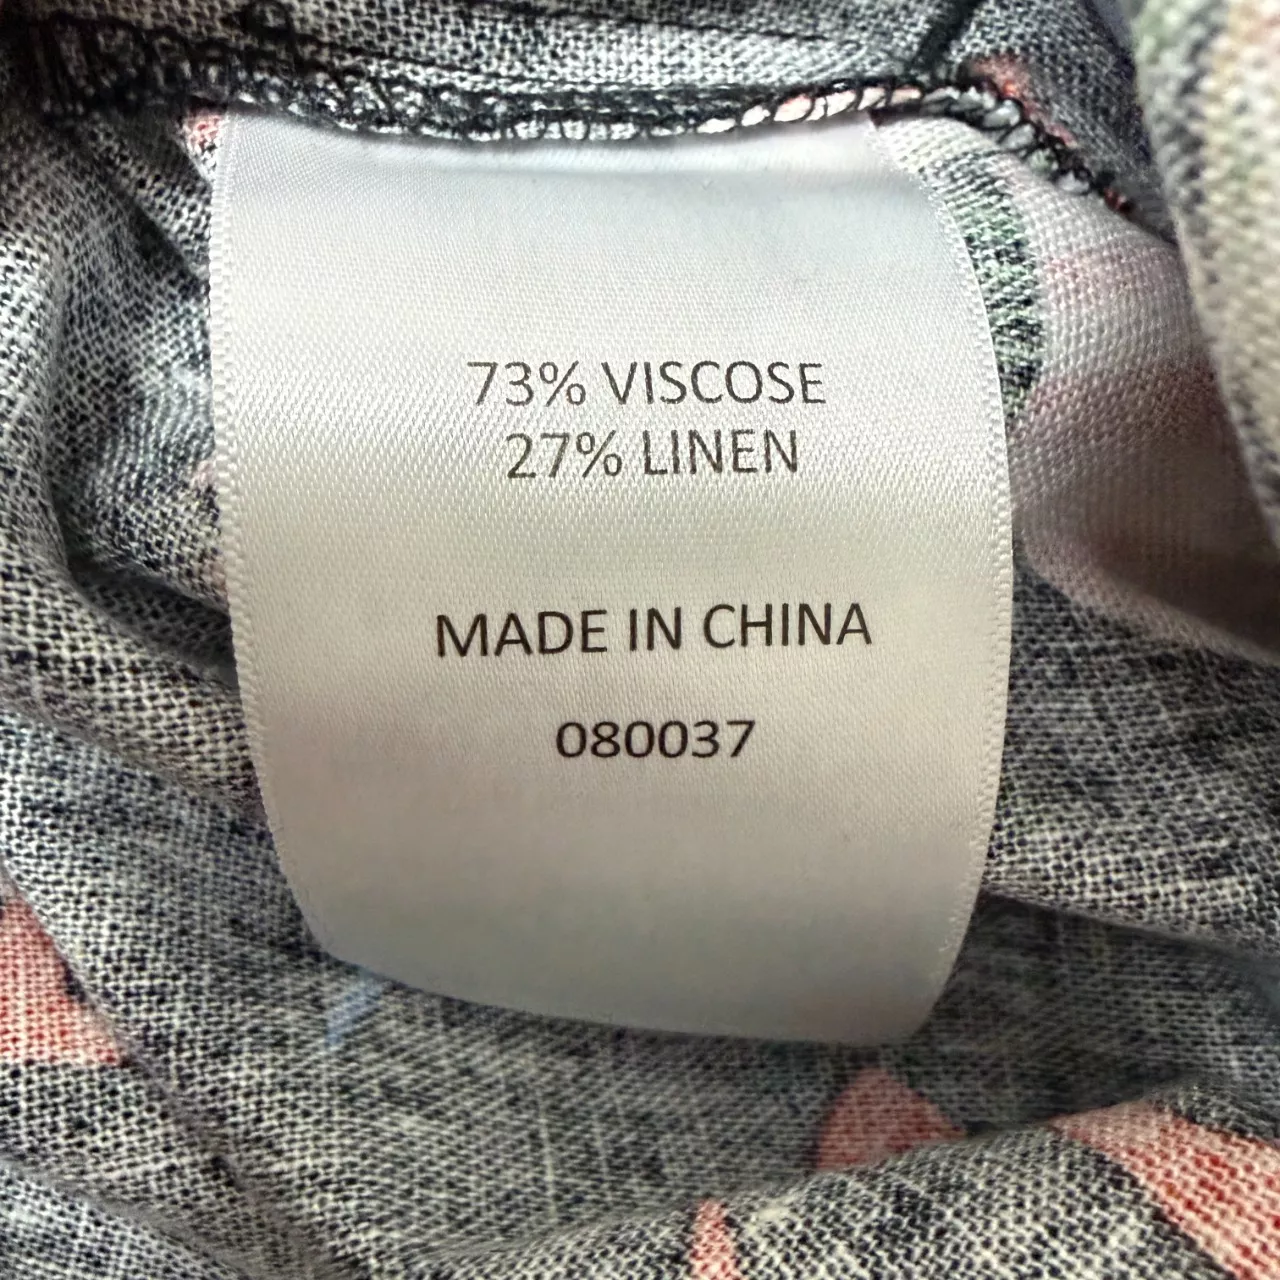 73% VISCOSE
27% LINEN
MADE IN CHINA
080037